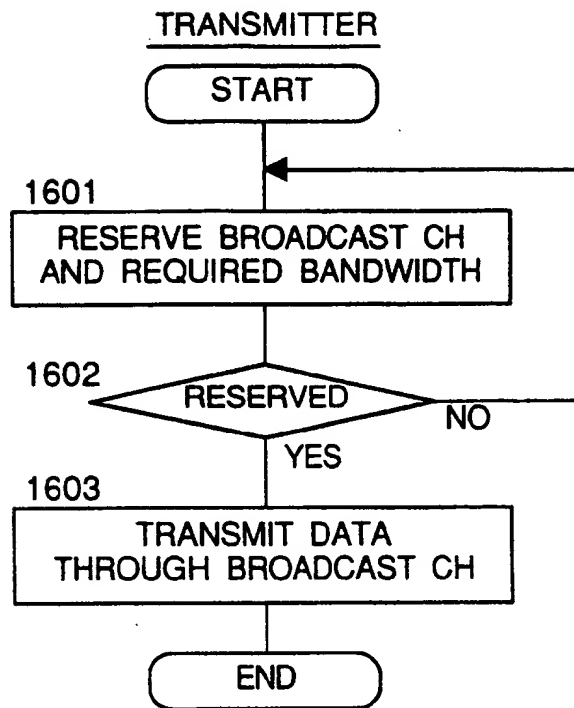 TRANSMITTER
START
1601
RESERVE BROADCAST CH
AND REQUIRED BANDWIDTH
1602
RESERVED
NO
YES
1603
TRANSMIT DATA
THROUGH BROADCAST CH
END